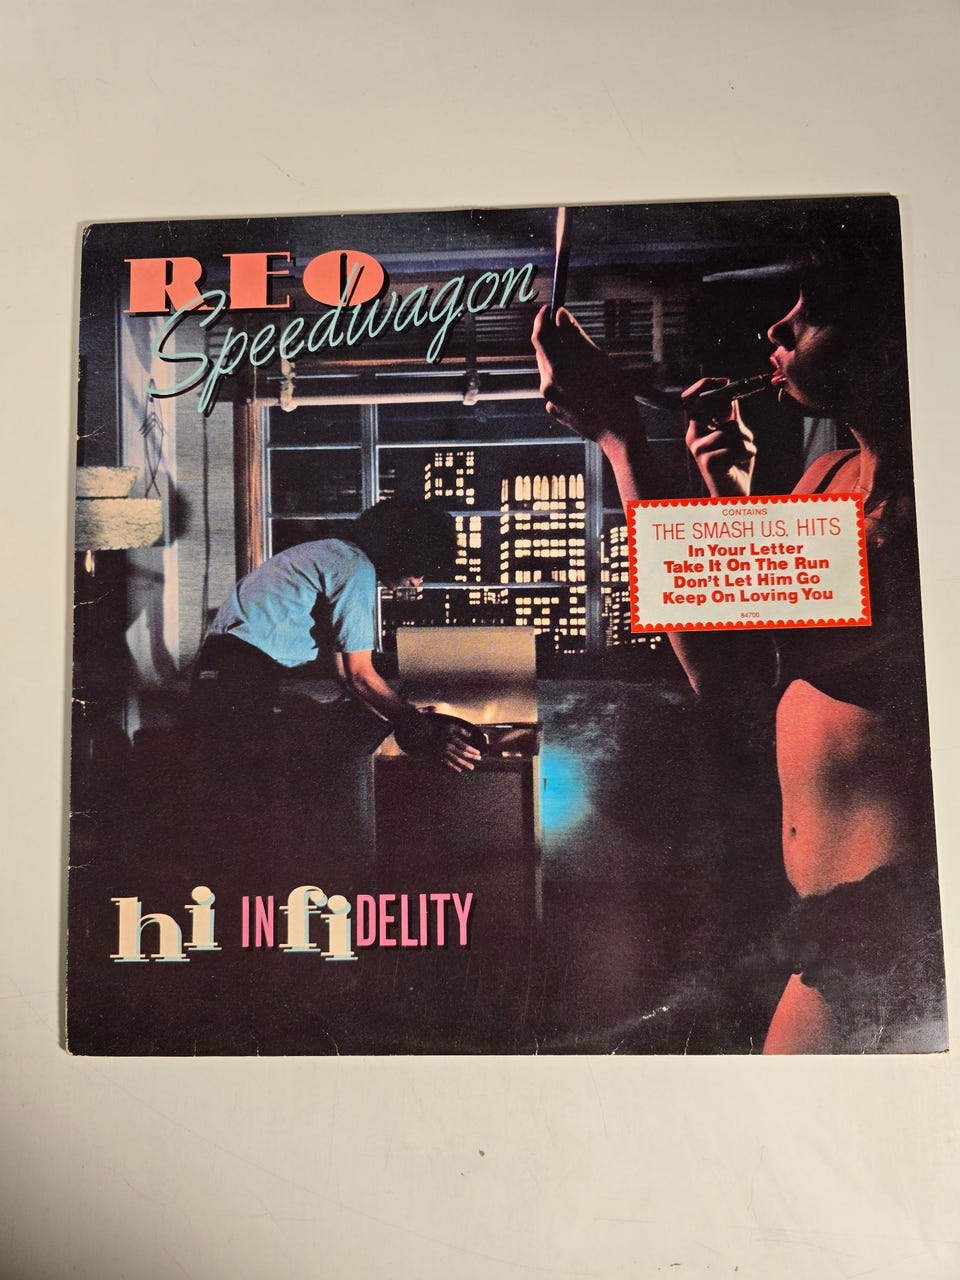 REO
Speedwagon
CONTAINS
THE SMASH U.S. HITS
In Your Letter
Take It On The Run
Don't Let Him Go
Keep On Loving You
84700
hi INfiDELITY